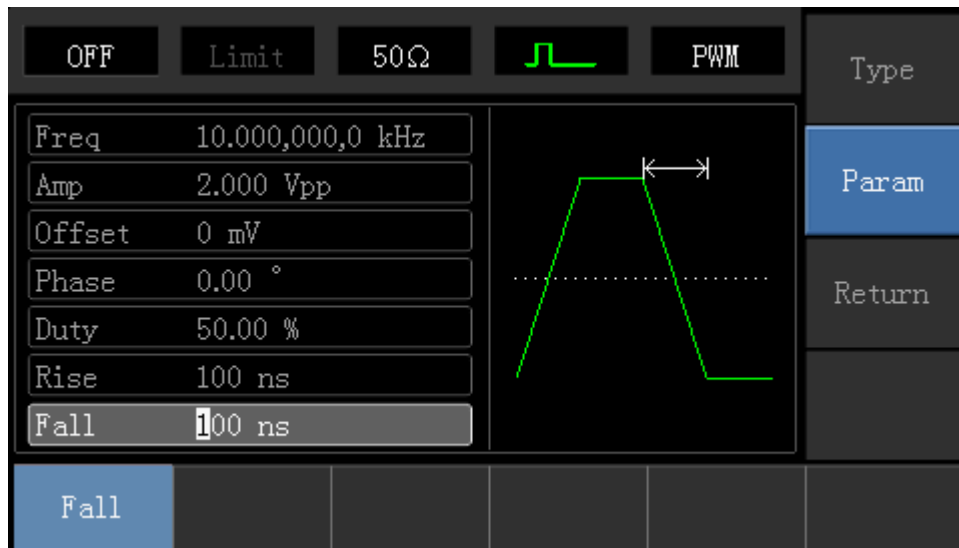 OFF Limit 50Ω PWM
Type
Freq 10.000,000,0 kHz
Amp 2.000 Vpp
Param
Offset 0 mV
Phase 0.00 °
Return
Duty 50.00 %
Rise 100 ns
Fall 100 ns
Fall